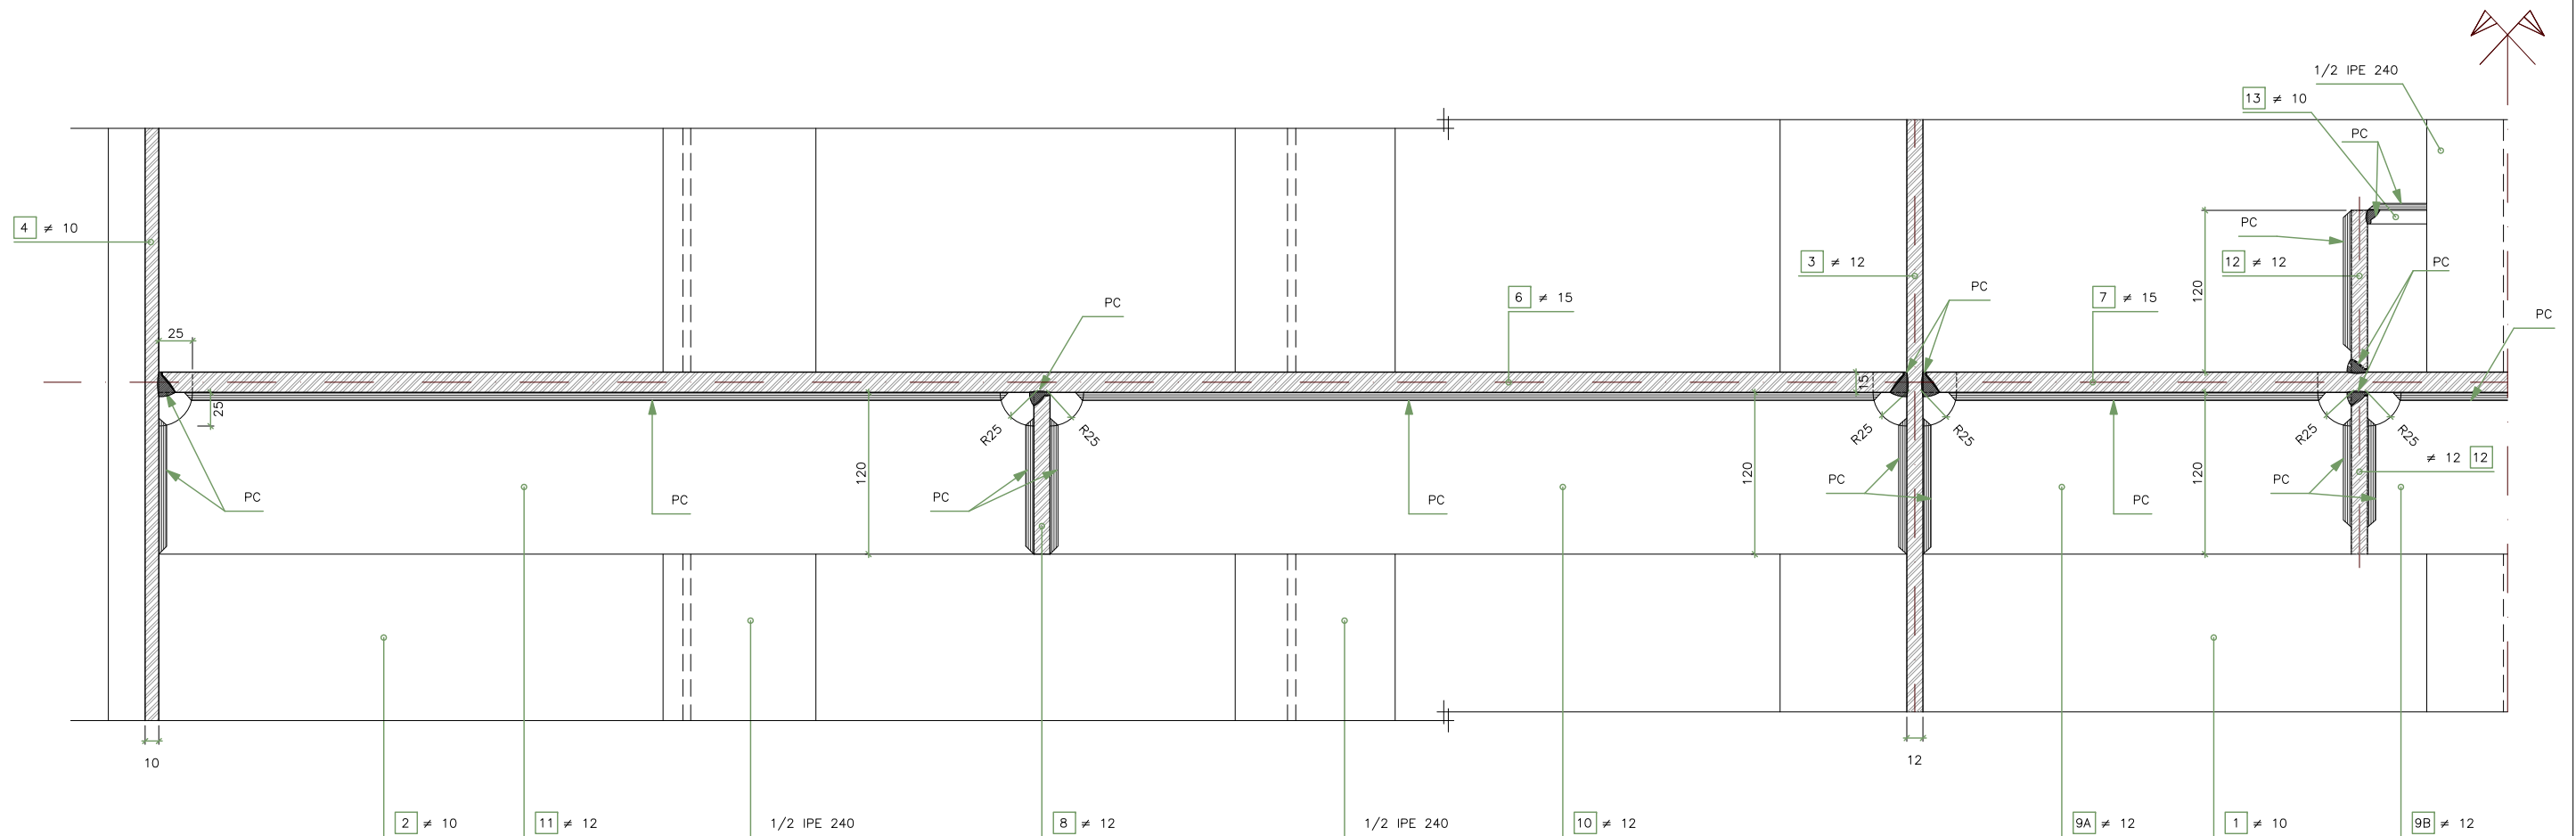 1/2 IPE 240
13 ≠ 10
PC
4 ≠ 10
PC
3 ≠ 12
12 ≠ 12
PC
6 ≠ 15
7 ≠ 15
120
PC
PC
PC
25
15
25
R25
R25
R25
R25
R25
R25
≠ 12 12
120
120
120
PC
PC
PC
PC
PC
PC
PC
10
12
2 ≠ 10
11 ≠ 12
1/2 IPE 240
8 ≠ 12
1/2 IPE 240
10 ≠ 12
9A ≠ 12
1 ≠ 10
9B ≠ 12